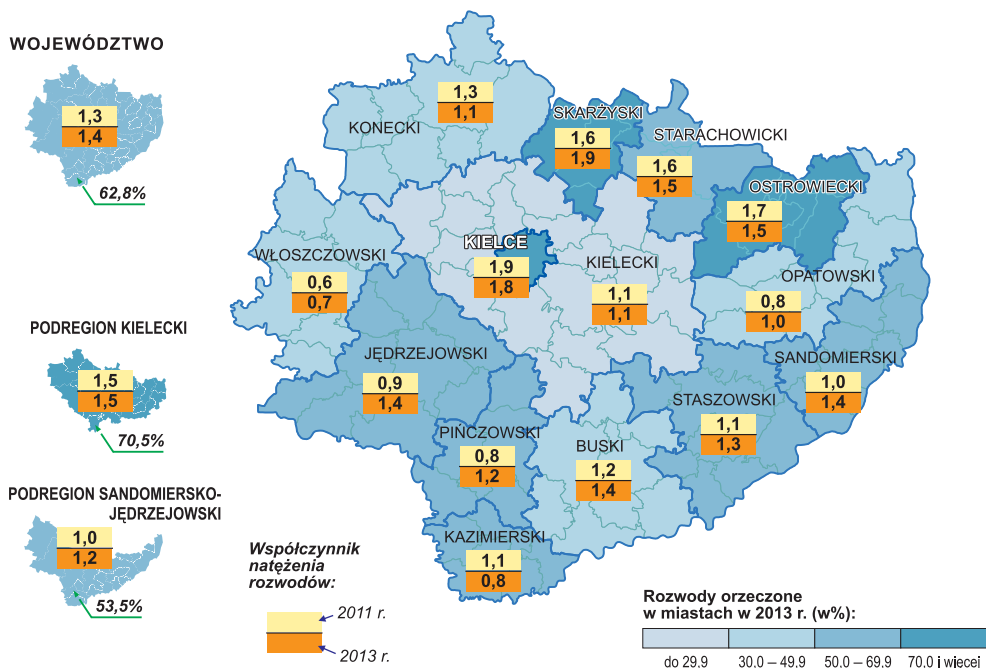 WOJEWÓDZTWO
1,3
1,4
62,8%
PODREGION KIELECKI
1,5
1,5
70,5%
PODREGION SANDOMIERSKO-
JĘDRZEJOWSKI
1,0
1,2
53,5%
KONECKI
1,3
1,1
SKARŻYSKI
1,6
1,9
STARACHOWICKI
1,6
1,5
OSTROWIECKI
1,7
1,5
WŁOSZCZOWSKI
0,6
0,7
KIELCE
1,9
1,8
KIELECKI
1,1
1,1
OPATOWSKI
0,8
1,0
JĘDRZEJOWSKI
0,9
1,4
SANDOMIERSKI
1,0
1,4
STASZOWSKI
1,1
1,3
PIŃCZOWSKI
0,8
1,2
BUSKI
1,2
1,4
KAZIMIERSKI
1,1
0,8
Współczynnik
natężenia
rozwodów:
2011 r.
2013 r.
Rozwody orzeczone
w miastach w 2013 r. (w%):
do 29.9
30.0 – 49.9
50.0 – 69.9
70.0 i więcej